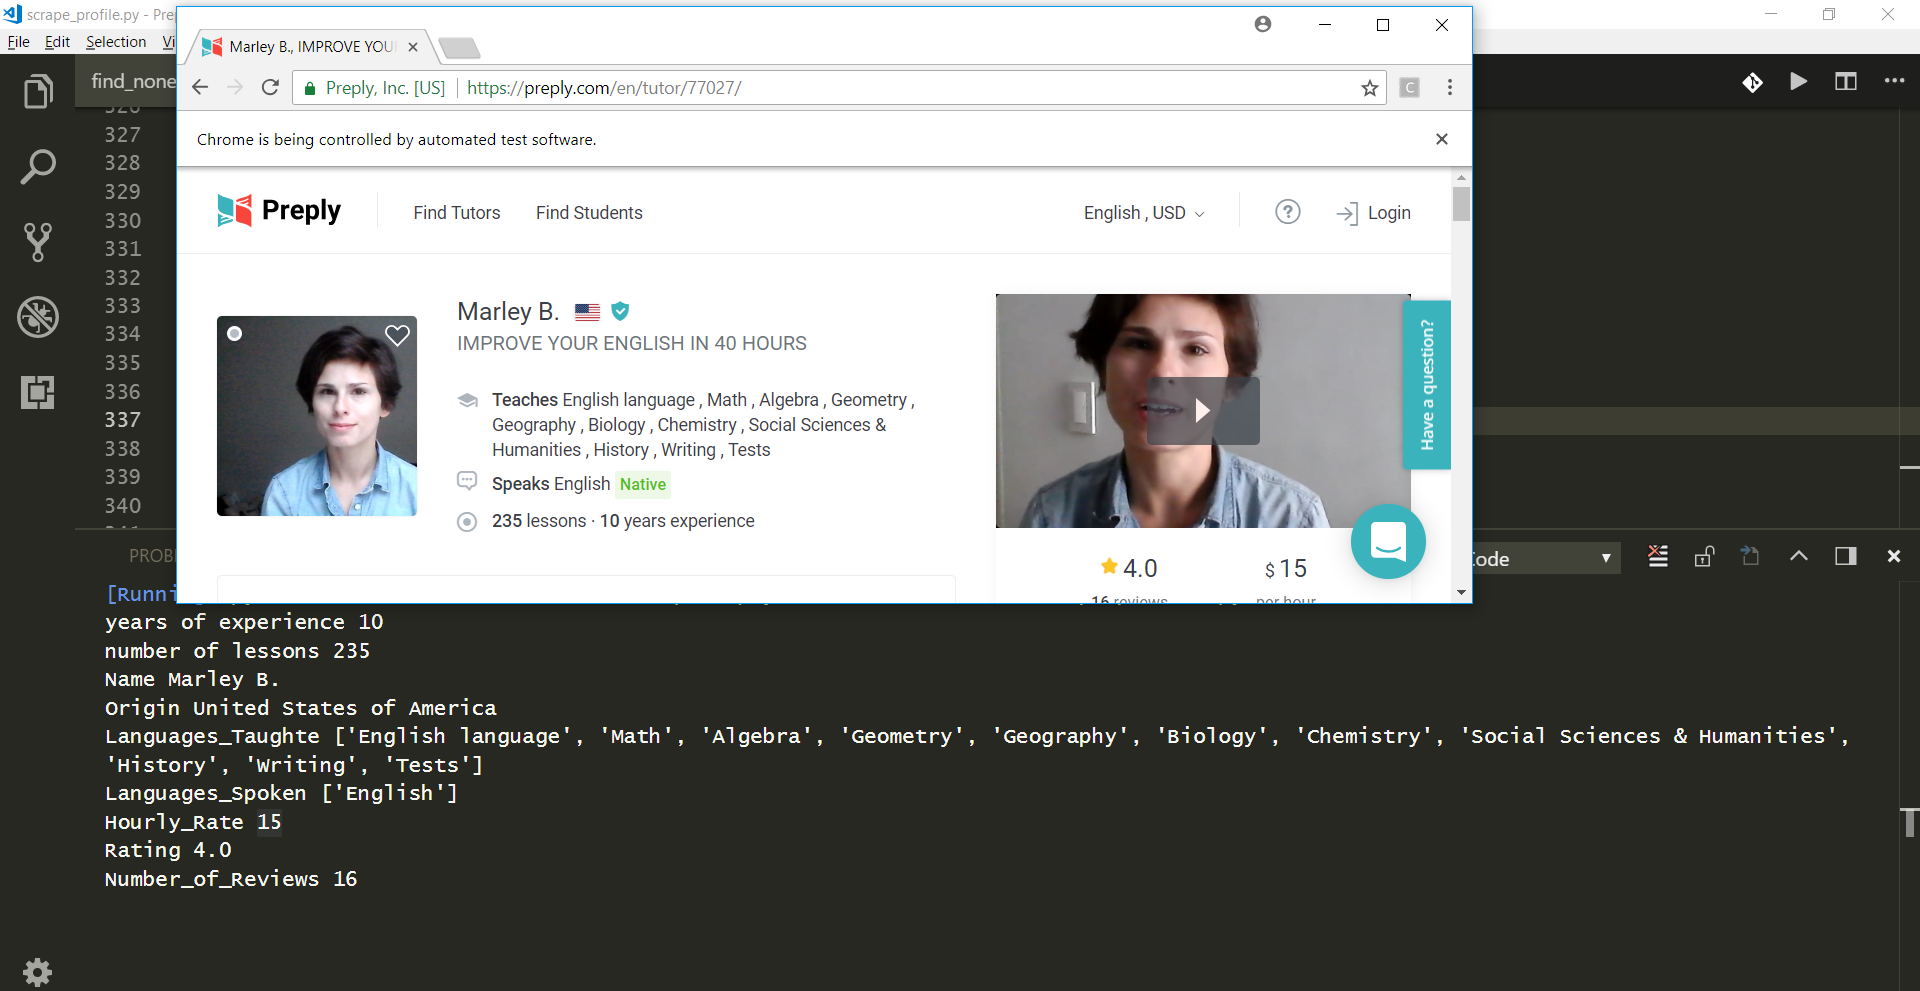 scrape_profile.py - Pre
File Edit Selection Vi
find_none
Marley B., IMPROVE YOU
Preply, Inc. [US] https://preply.com/en/tutor/77027/
C
Chrome is being controlled by automated test software.
Preply Find Tutors Find Students English , USD ? Login
Marley B.
IMPROVE YOUR ENGLISH IN 40 HOURS
Teaches English language , Math , Algebra , Geometry ,
Geography , Biology , Chemistry , Social Sciences &
Humanities , History , Writing , Tests
Speaks English Native
235 lessons · 10 years experience
Have a question?
4.0 $ 15
16 reviews per hour
326
327
328
329
330
331
332
333
334
335
336
337
338
339
340
341
PROB
Code
[Runni
years of experience 10
number of lessons 235
Name Marley B.
Origin United States of America
Languages_Taughte ['English language', 'Math', 'Algebra', 'Geometry', 'Geography', 'Biology', 'Chemistry', 'Social Sciences & Humanities',
'History', 'Writing', 'Tests']
Languages_Spoken ['English']
Hourly_Rate 15
Rating 4.0
Number_of_Reviews 16